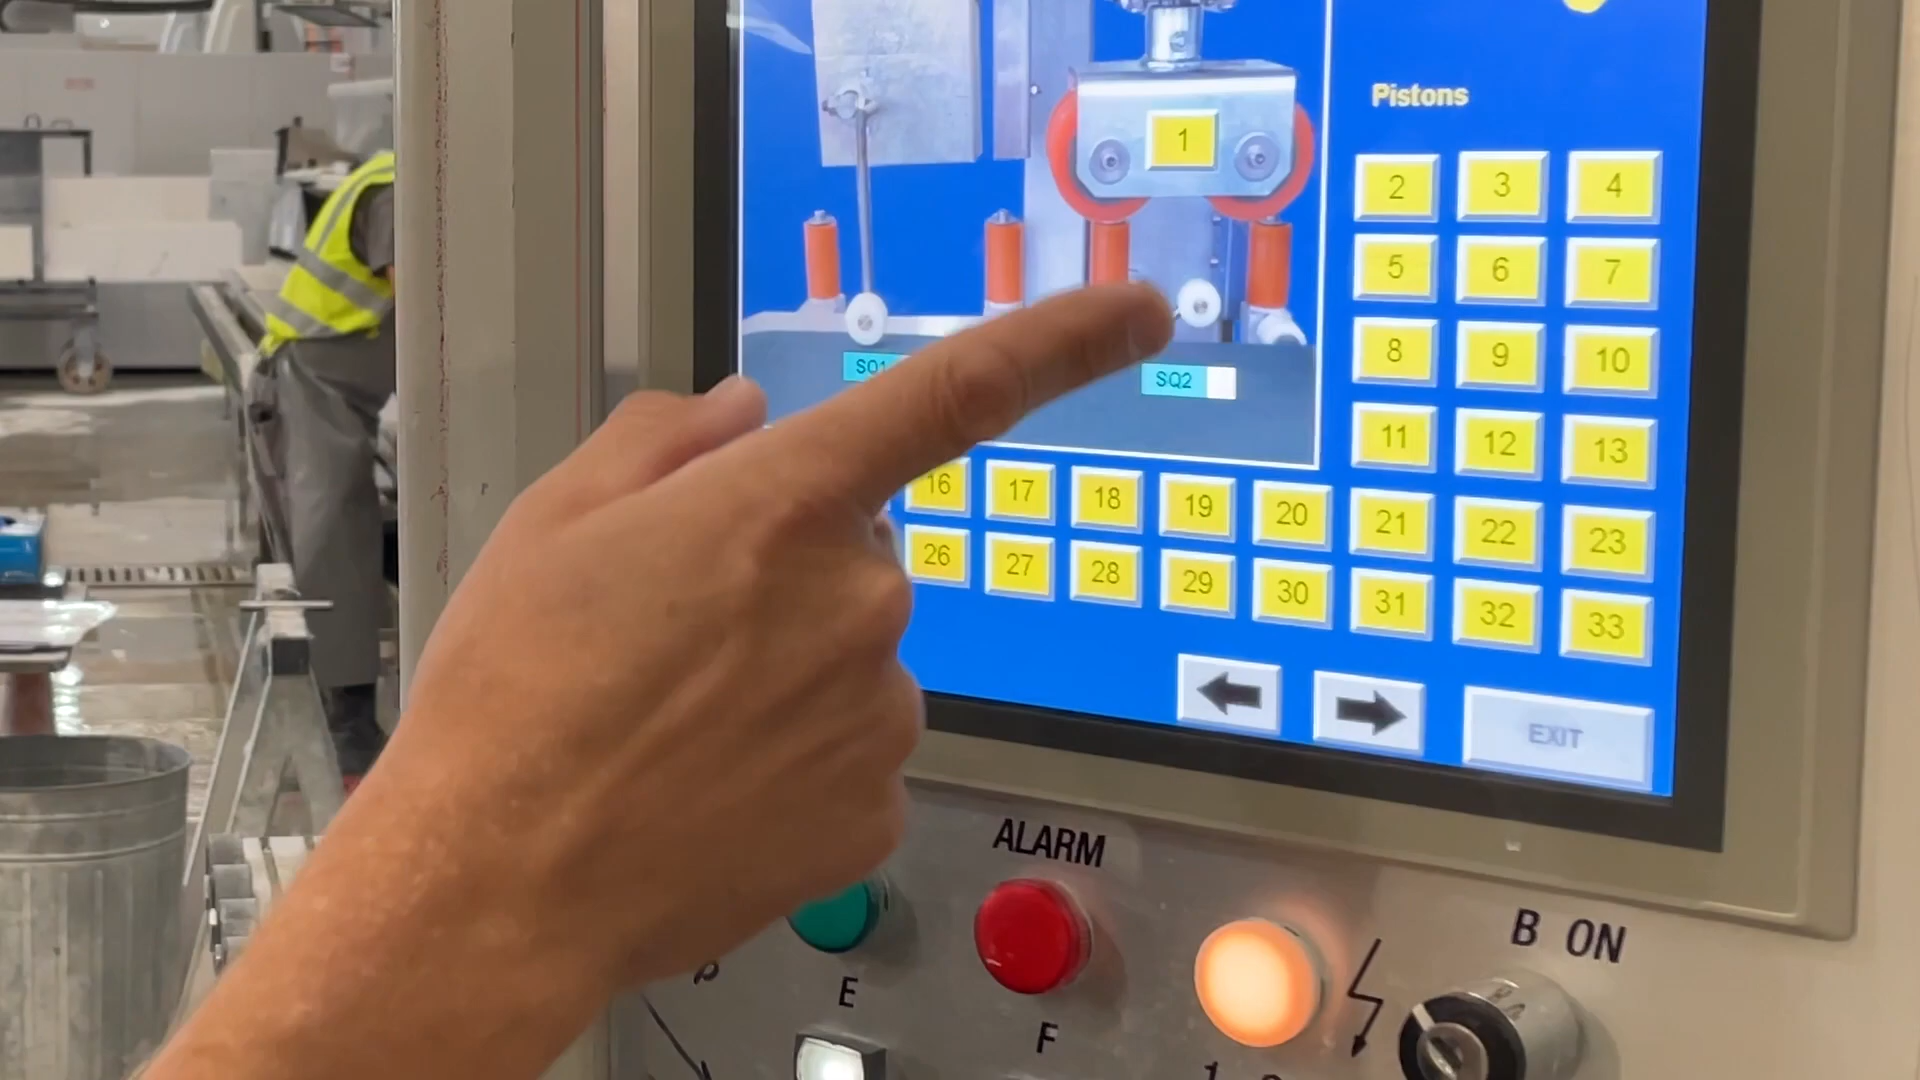 Pistons
1
2 3 4
5 6 7
8 9 10
11 12 13
SQ1
SQ2
16 17 18 19 20 21 22 23
26 27 28 29 30 31 32 33
EXIT
ALARM
B ON
E
F